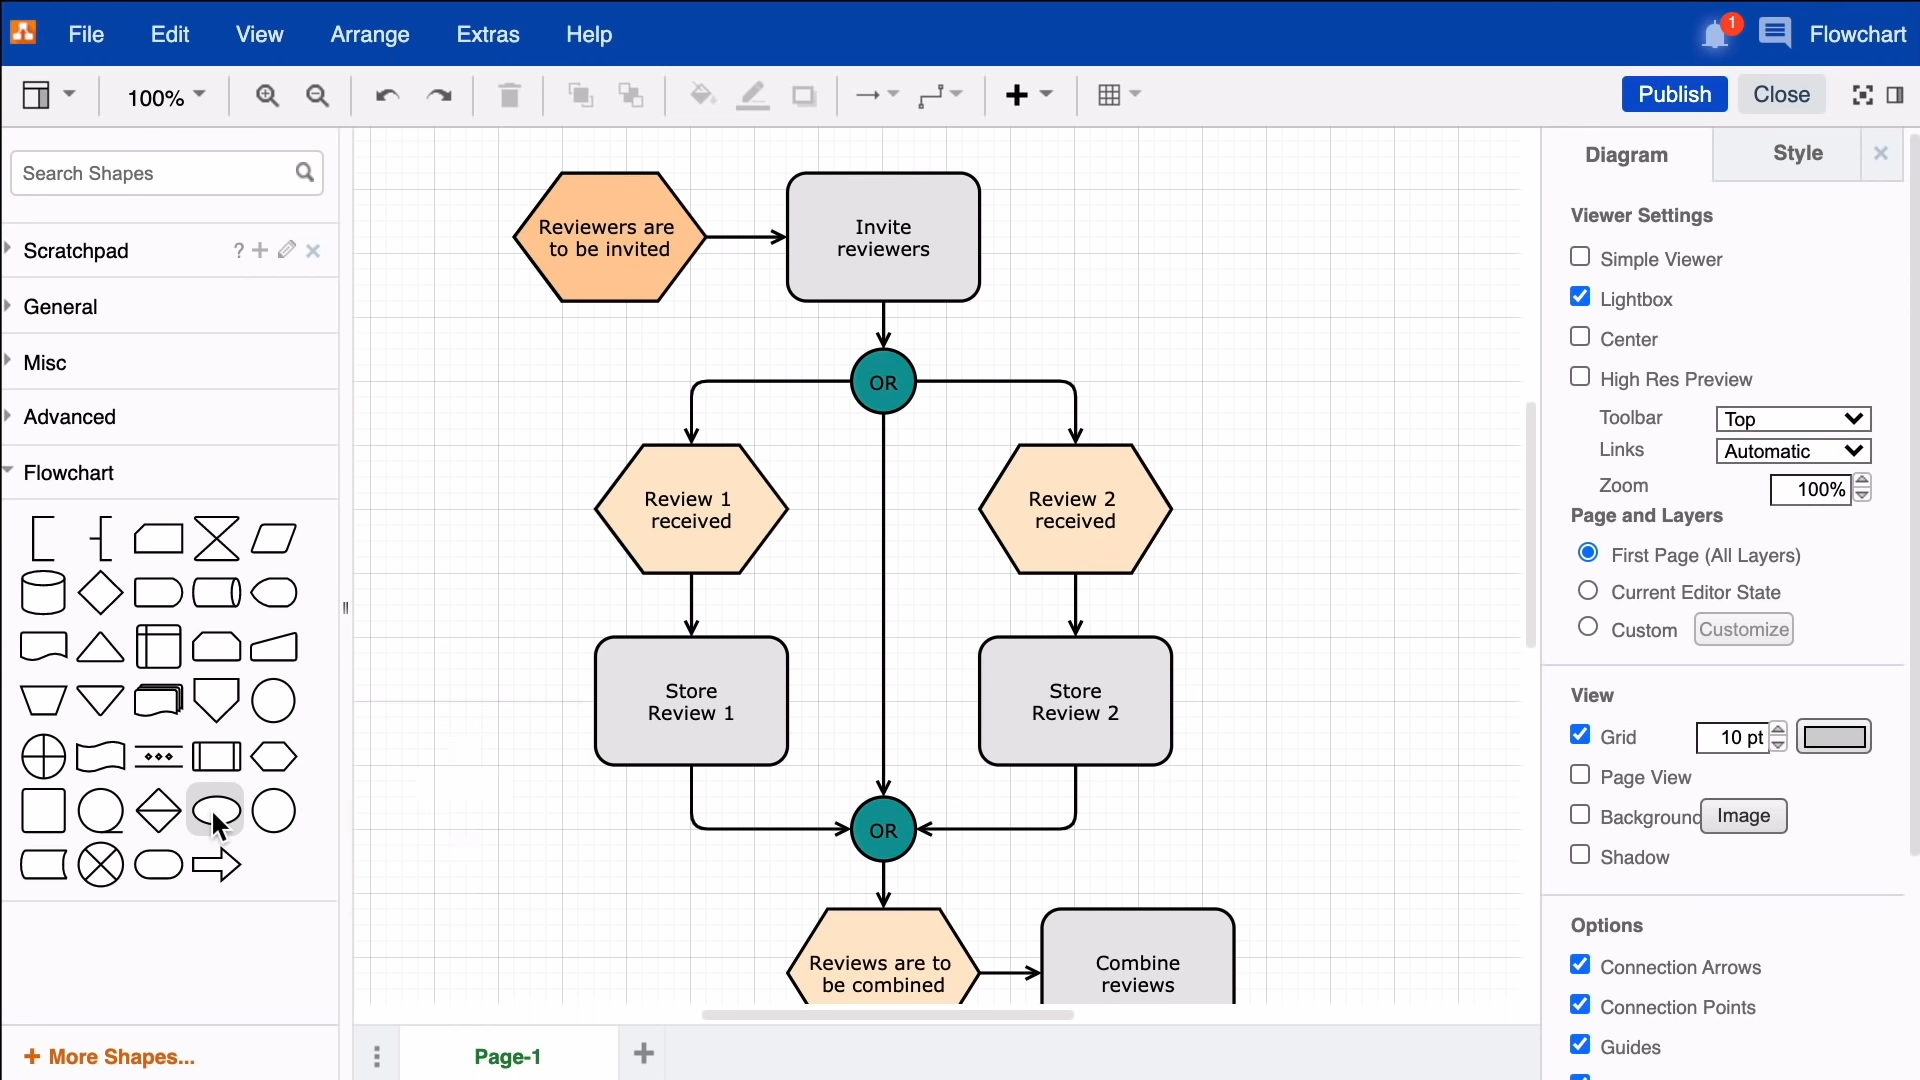 File Edit View Arrange Extras Help
1
Flowchart
100%
Publish Close
Search Shapes
Scratchpad ?
General
Misc
Advanced
Flowchart
+ More Shapes...
Reviewers are
to be invited
Invite
reviewers
OR
Review 1
received
Review 2
received
Store
Review 1
Store
Review 2
OR
Reviews are to
be combined
Combine
reviews
Page-1
Diagram Style
Viewer Settings
Simple Viewer
Lightbox
Center
High Res Preview
Toolbar Top
Links Automatic
Zoom 100%
Page and Layers
First Page (All Layers)
Current Editor State
Custom Customize
View
Grid 10 pt
Page View
Background Image
Shadow
Options
Connection Arrows
Connection Points
Guides